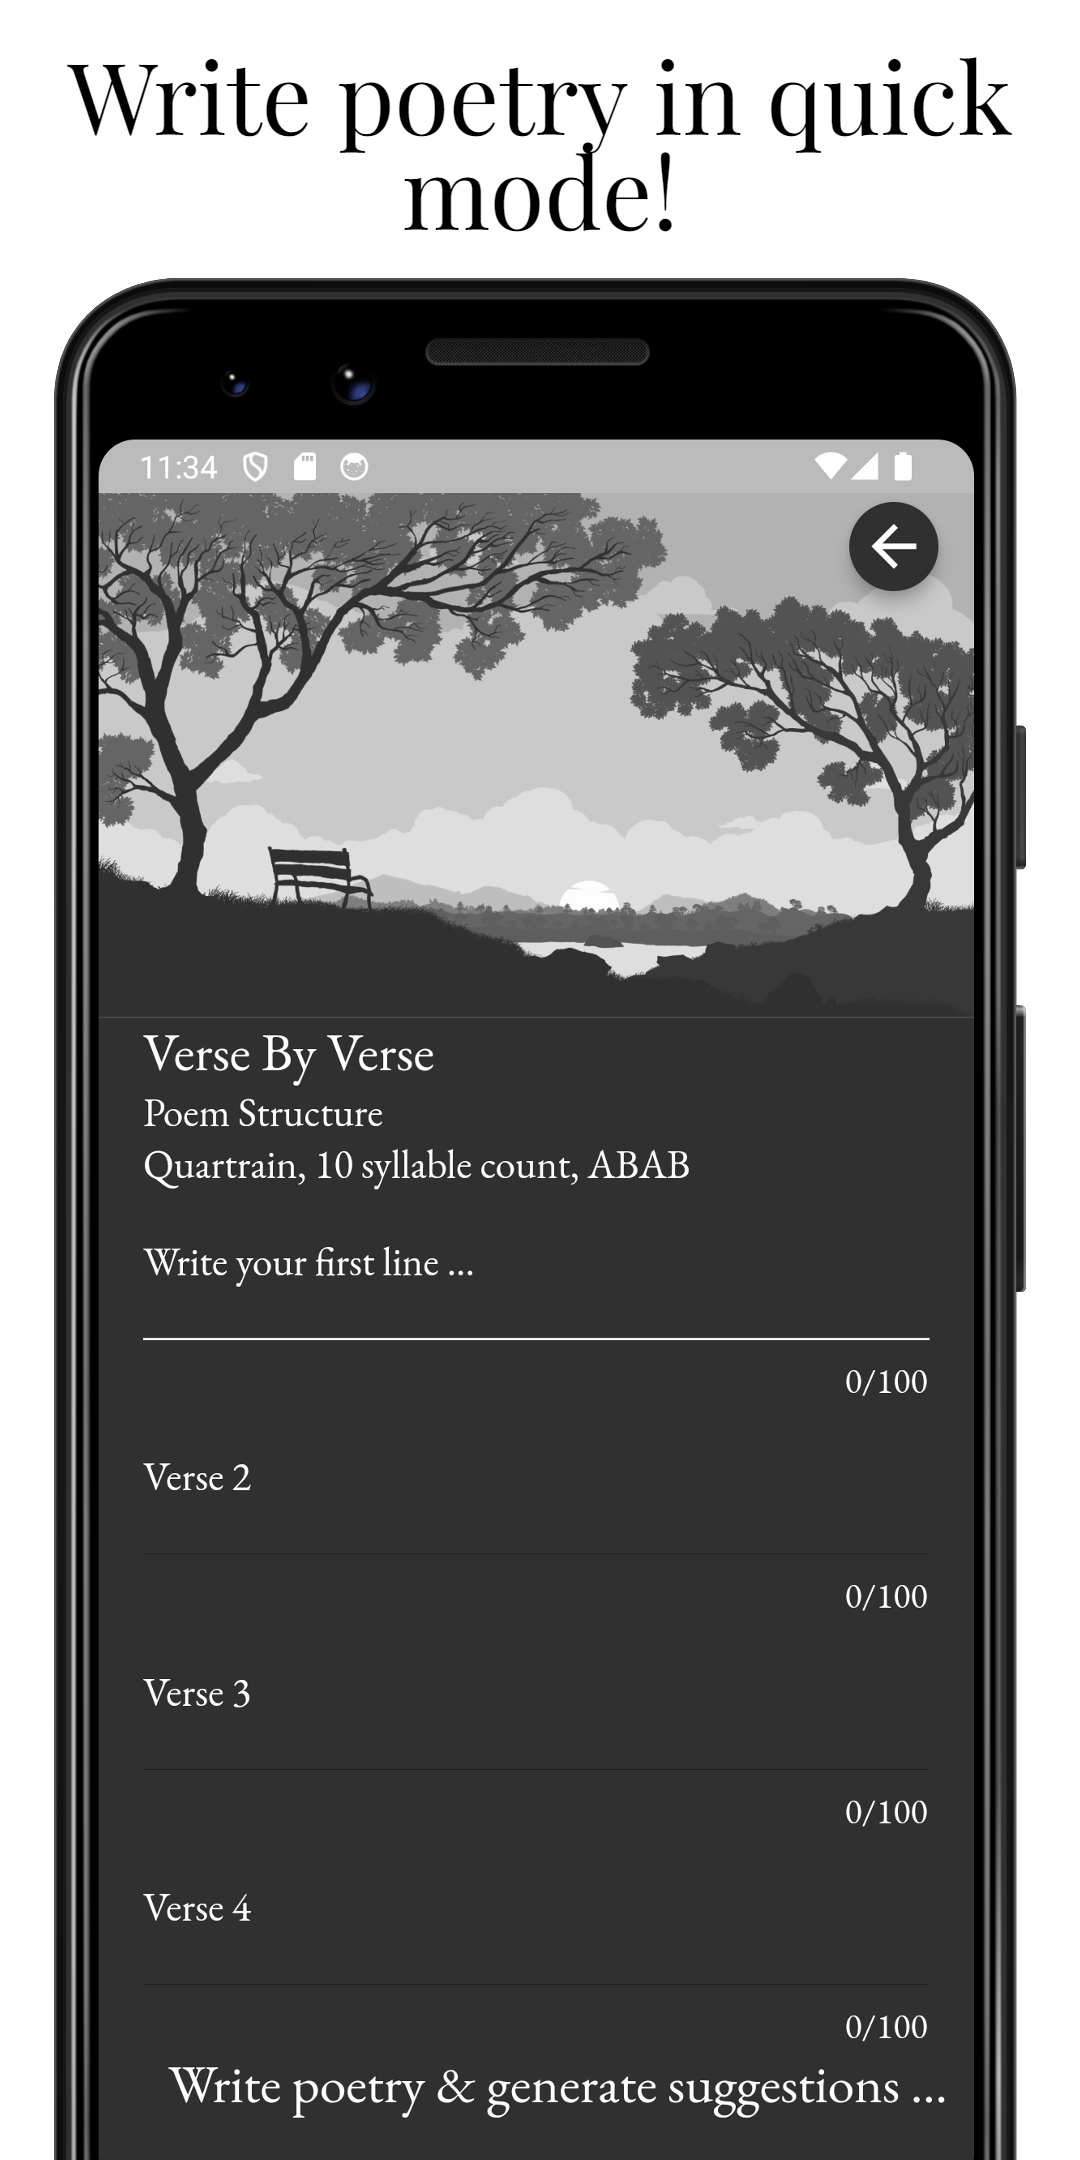 Write poetry in quick
mode!
11:34
Verse By Verse
Poem Structure
Quartrain, 10 syllable count, ABAB
Write your first line ...
0/100
Verse 2
0/100
Verse 3
0/100
Verse 4
0/100
Write poetry & generate suggestions ...